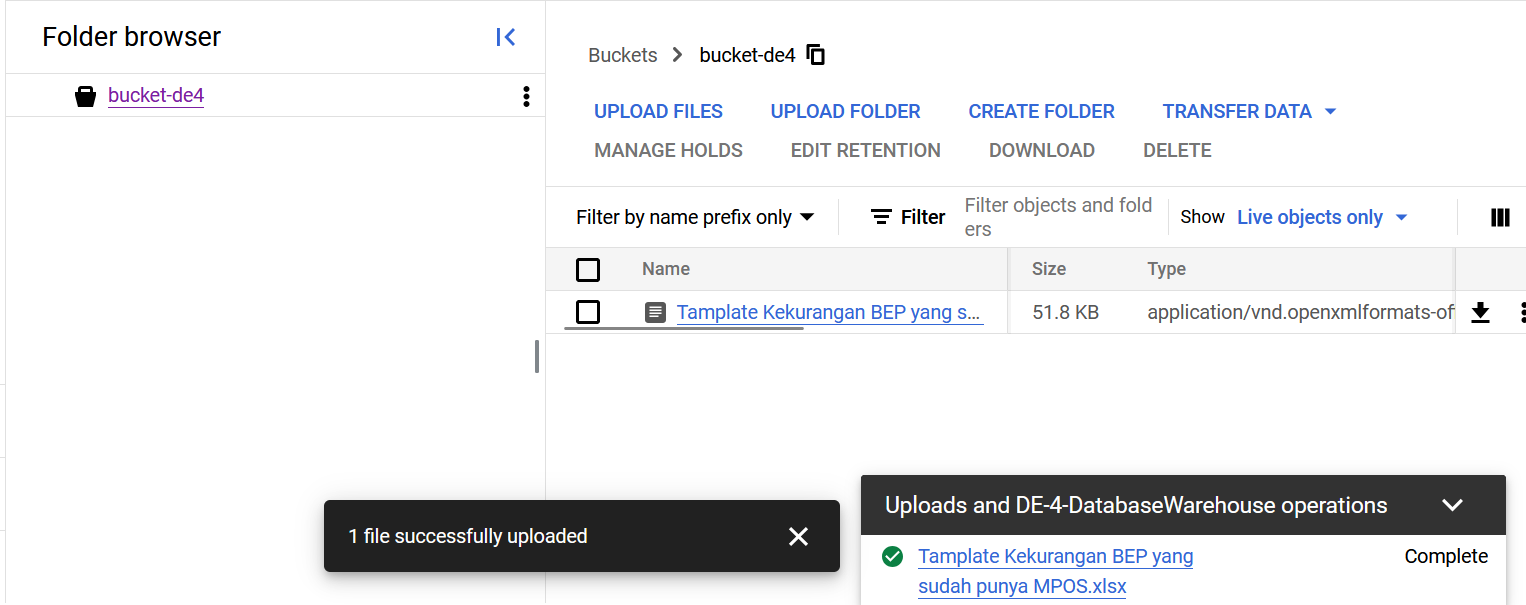 Folder browser
bucket-de4
Buckets
bucket-de4
UPLOAD FILES
UPLOAD FOLDER
CREATE FOLDER
TRANSFER DATA
MANAGE HOLDS
EDIT RETENTION
DOWNLOAD
DELETE
Filter by name prefix only
Filter
Filter objects and fold
ers
Show
Live objects only
Name
Size
Type
Tamplate Kekurangan BEP yang s...
51.8 KB
application/vnd.openxmlformats-of
1 file successfully uploaded
Uploads and DE-4-DatabaseWarehouse operations
Tamplate Kekurangan BEP yang
sudah punya MPOS.xlsx
Complete